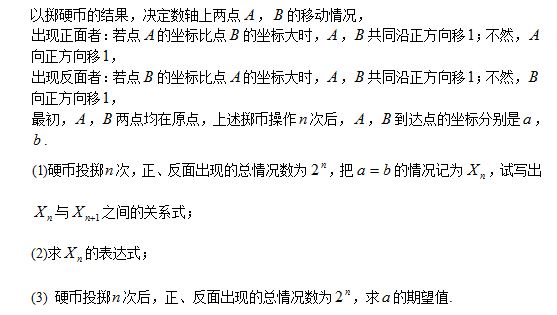 以掷硬币的结果，决定数轴上两点 A，B 的移动情况，
出现正面者：若点 A 的坐标比点 B 的坐标大时，A，B 共同沿正方向移1；不然，A
向正方向移1，
出现反面者：若点 B 的坐标比点 A 的坐标大时，A，B 共同沿正方向移1；不然，B
向正方向移1，
最初，A，B 两点均在原点，上述掷币操作 n 次后，A，B 到达点的坐标分别是 a，
b．
(1)硬币投掷 n 次，正、反面出现的总情况数为 2ⁿ，把 a = b 的情况记为 Xₙ，试写出
Xₙ 与 Xₙ₊₁ 之间的关系式；
(2)求 Xₙ 的表达式；
(3) 硬币投掷 n 次后，正、反面出现的总情况数为 2ⁿ，求 a 的期望值.